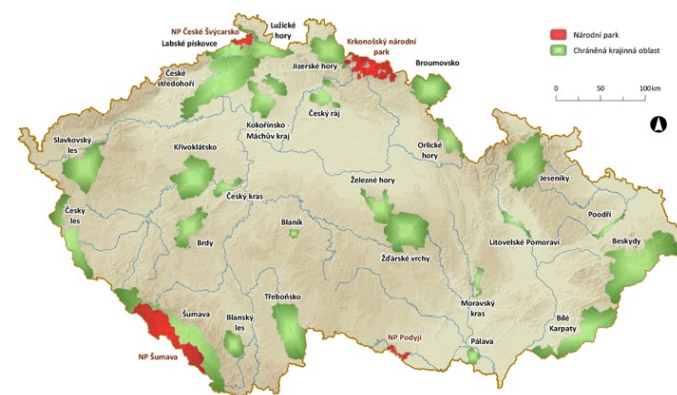 NP České Švýcarsko
Labské pískovce
Lužické
hory
Krkonošský národní
park
Národní park
Chráněná krajinná oblast
0
50
100 km
Jizerské hory
Broumovsko
České
středohoří
Kokořínsko -
Máchův kraj
Český ráj
Slavkovský
les
Křivoklátsko
Orlické
hory
Jeseníky
Železné hory
Český kras
Český
les
Brdy
Blaník
Poodří
Litovelské Pomoraví
Beskydy
Žďárské vrchy
Moravský
kras
Šumava
Blanský
les
Třeboňsko
Bílé
Karpaty
NP Šumava
NP Podyjí
Pálava